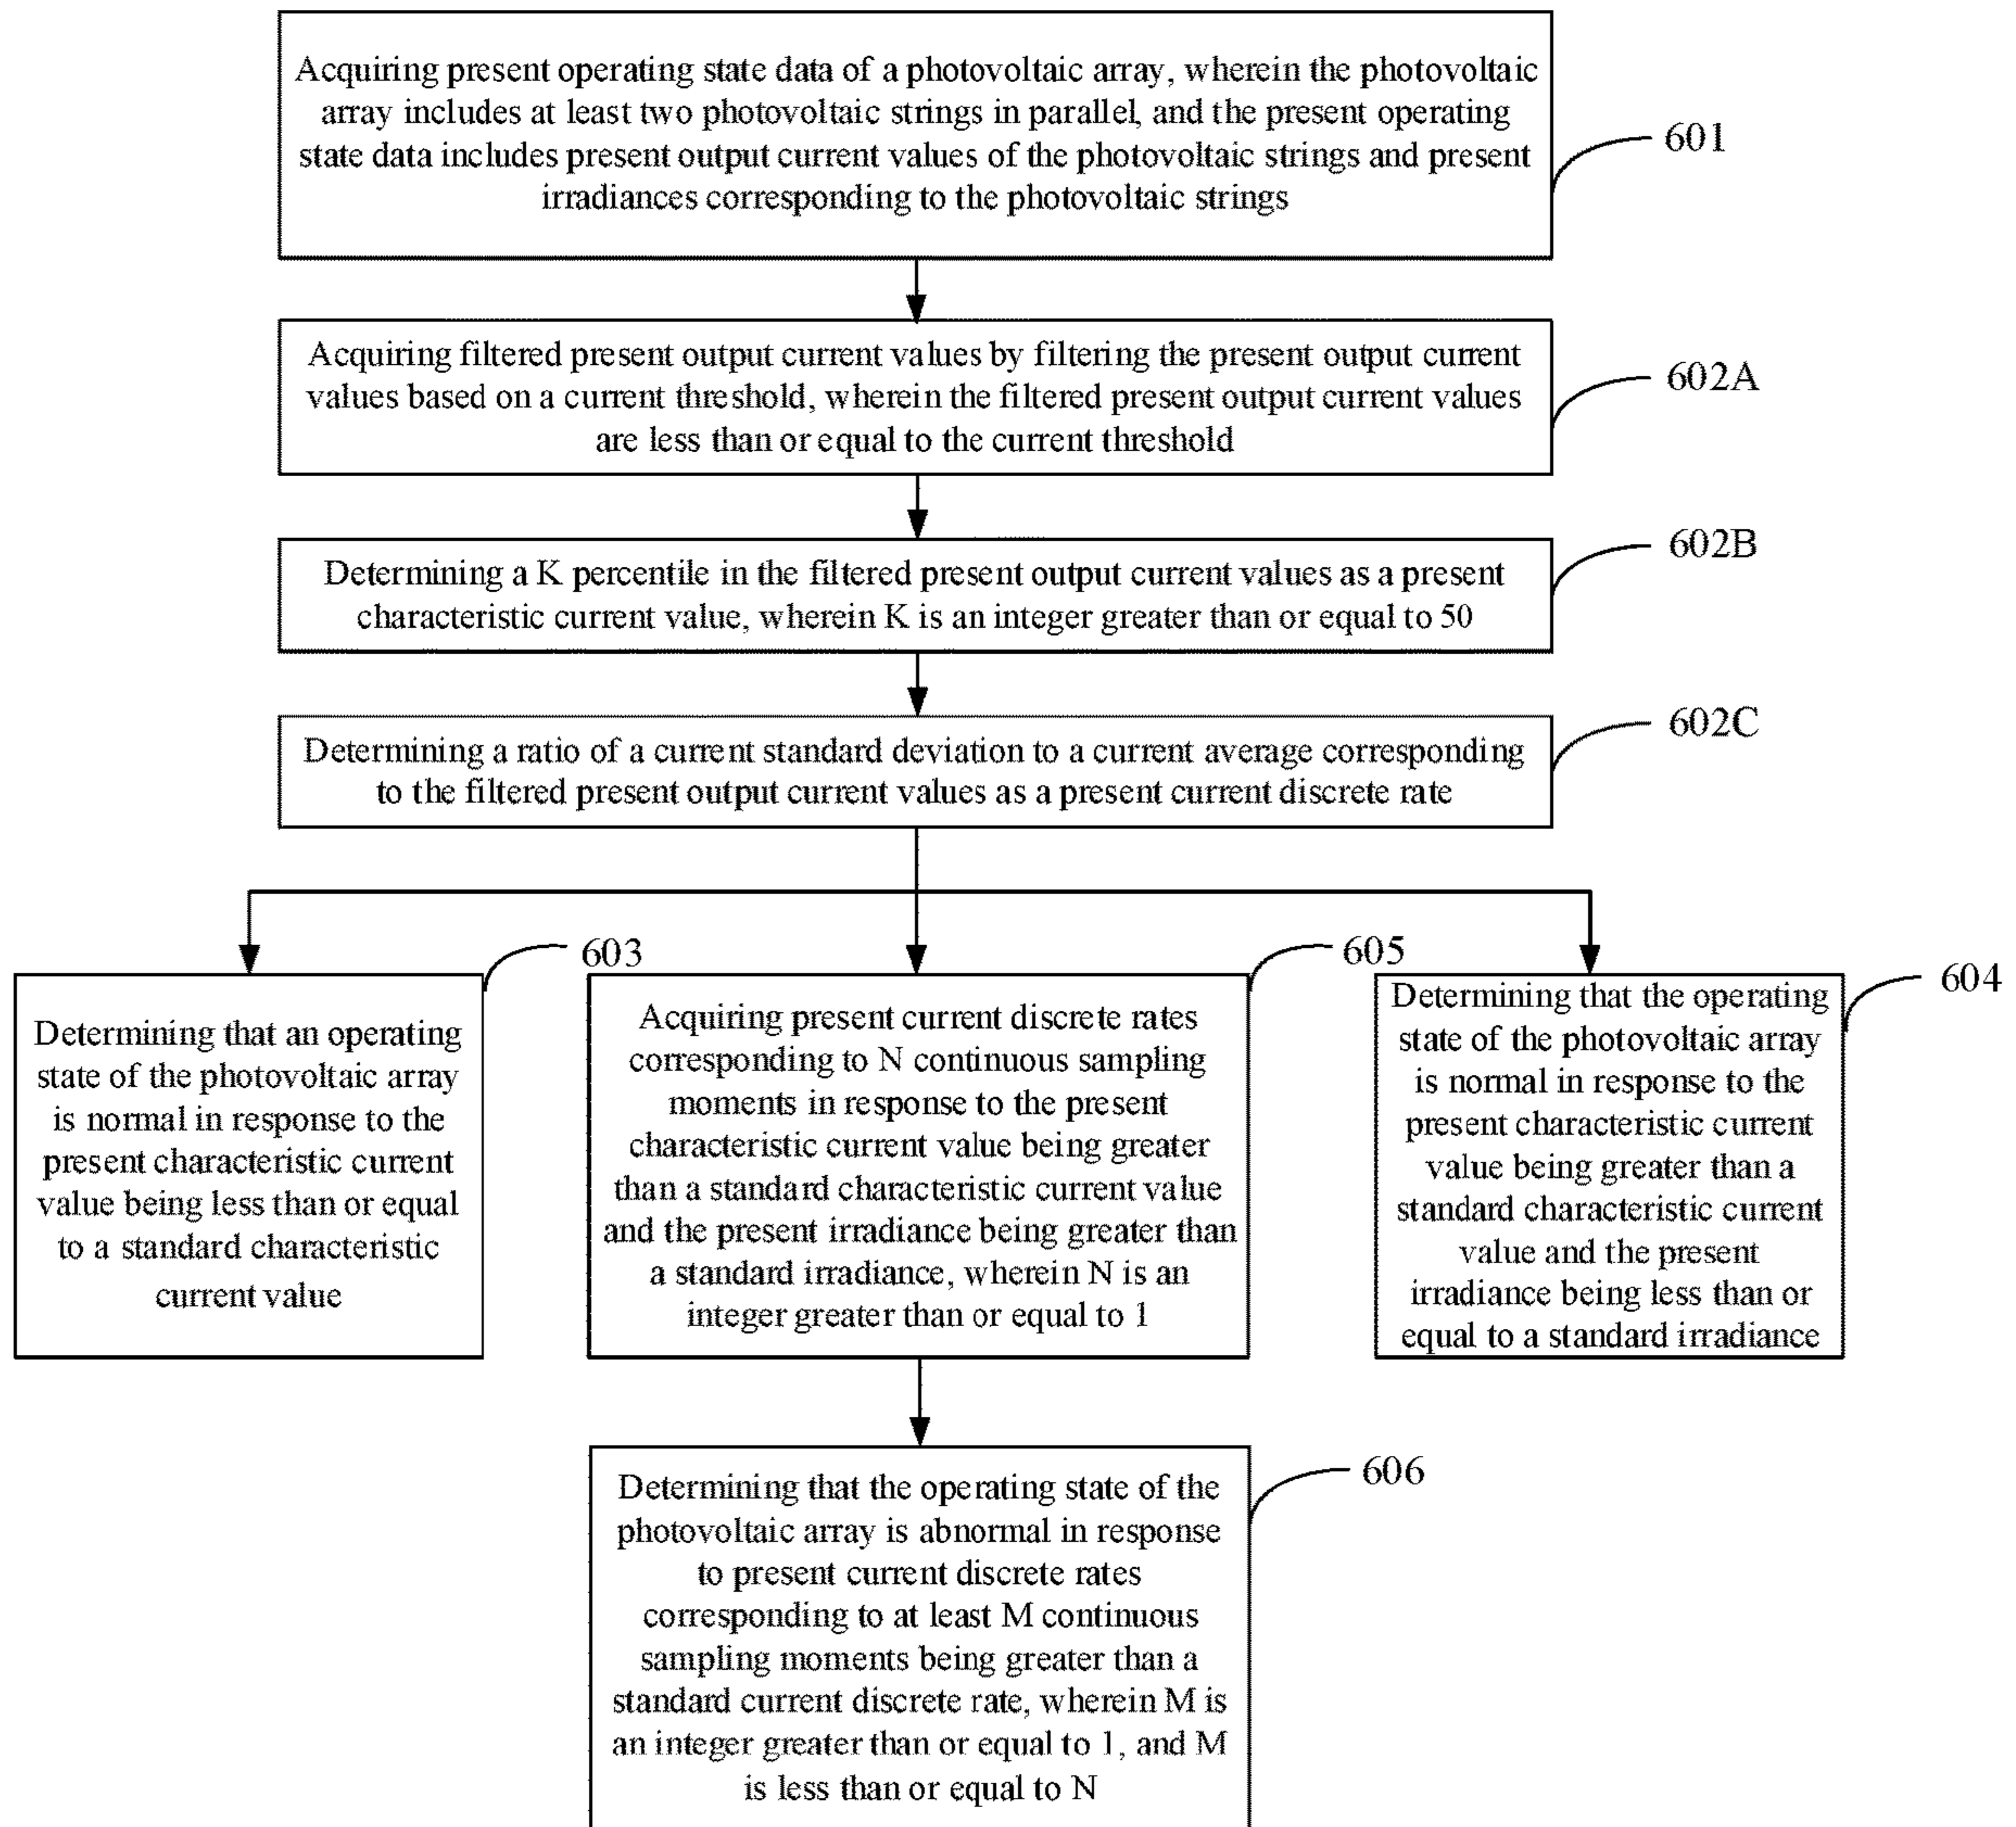 Acquiring present operating state data of a photovoltaic array, wherein the photovoltaic
array includes at least two photovoltaic strings in parallel, and the present operating
state data includes present output current values of the photovoltaic strings and present
irradiances corresponding to the photovoltaic strings
601
Acquiring filtered present output current values by filtering the present output current
values based on a current threshold, wherein the filtered present output current values
are less than or equal to the current threshold
602A
Determining a K percentile in the filtered present output current values as a present
characteristic current value, wherein K is an integer greater than or equal to 50
602B
Determining a ratio of a current standard deviation to a current average corresponding
to the filtered present output current values as a present current discrete rate
602C
603
Determining that an operating
state of the photovoltaic array
is normal in response to the
present characteristic current
value being less than or equal
to a standard characteristic
current value
605
Acquiring present current discrete rates
corresponding to N continuous sampling
moments in response to the present
characteristic current value being greater
than a standard characteristic current value
and the present irradiance being greater than
a standard irradiance, wherein N is an
integer greater than or equal to 1
604
Determining that the operating
state of the photovoltaic array
is normal in response to the
present characteristic current
value being greater than a
standard characteristic current
value and the present
irradiance being less than or
equal to a standard irradiance
606
Determining that the operating state of the
photovoltaic array is abnormal in response
to present current discrete rates
corresponding to at least M continuous
sampling moments being greater than a
standard current discrete rate, wherein M is
an integer greater than or equal to 1, and M
is less than or equal to N